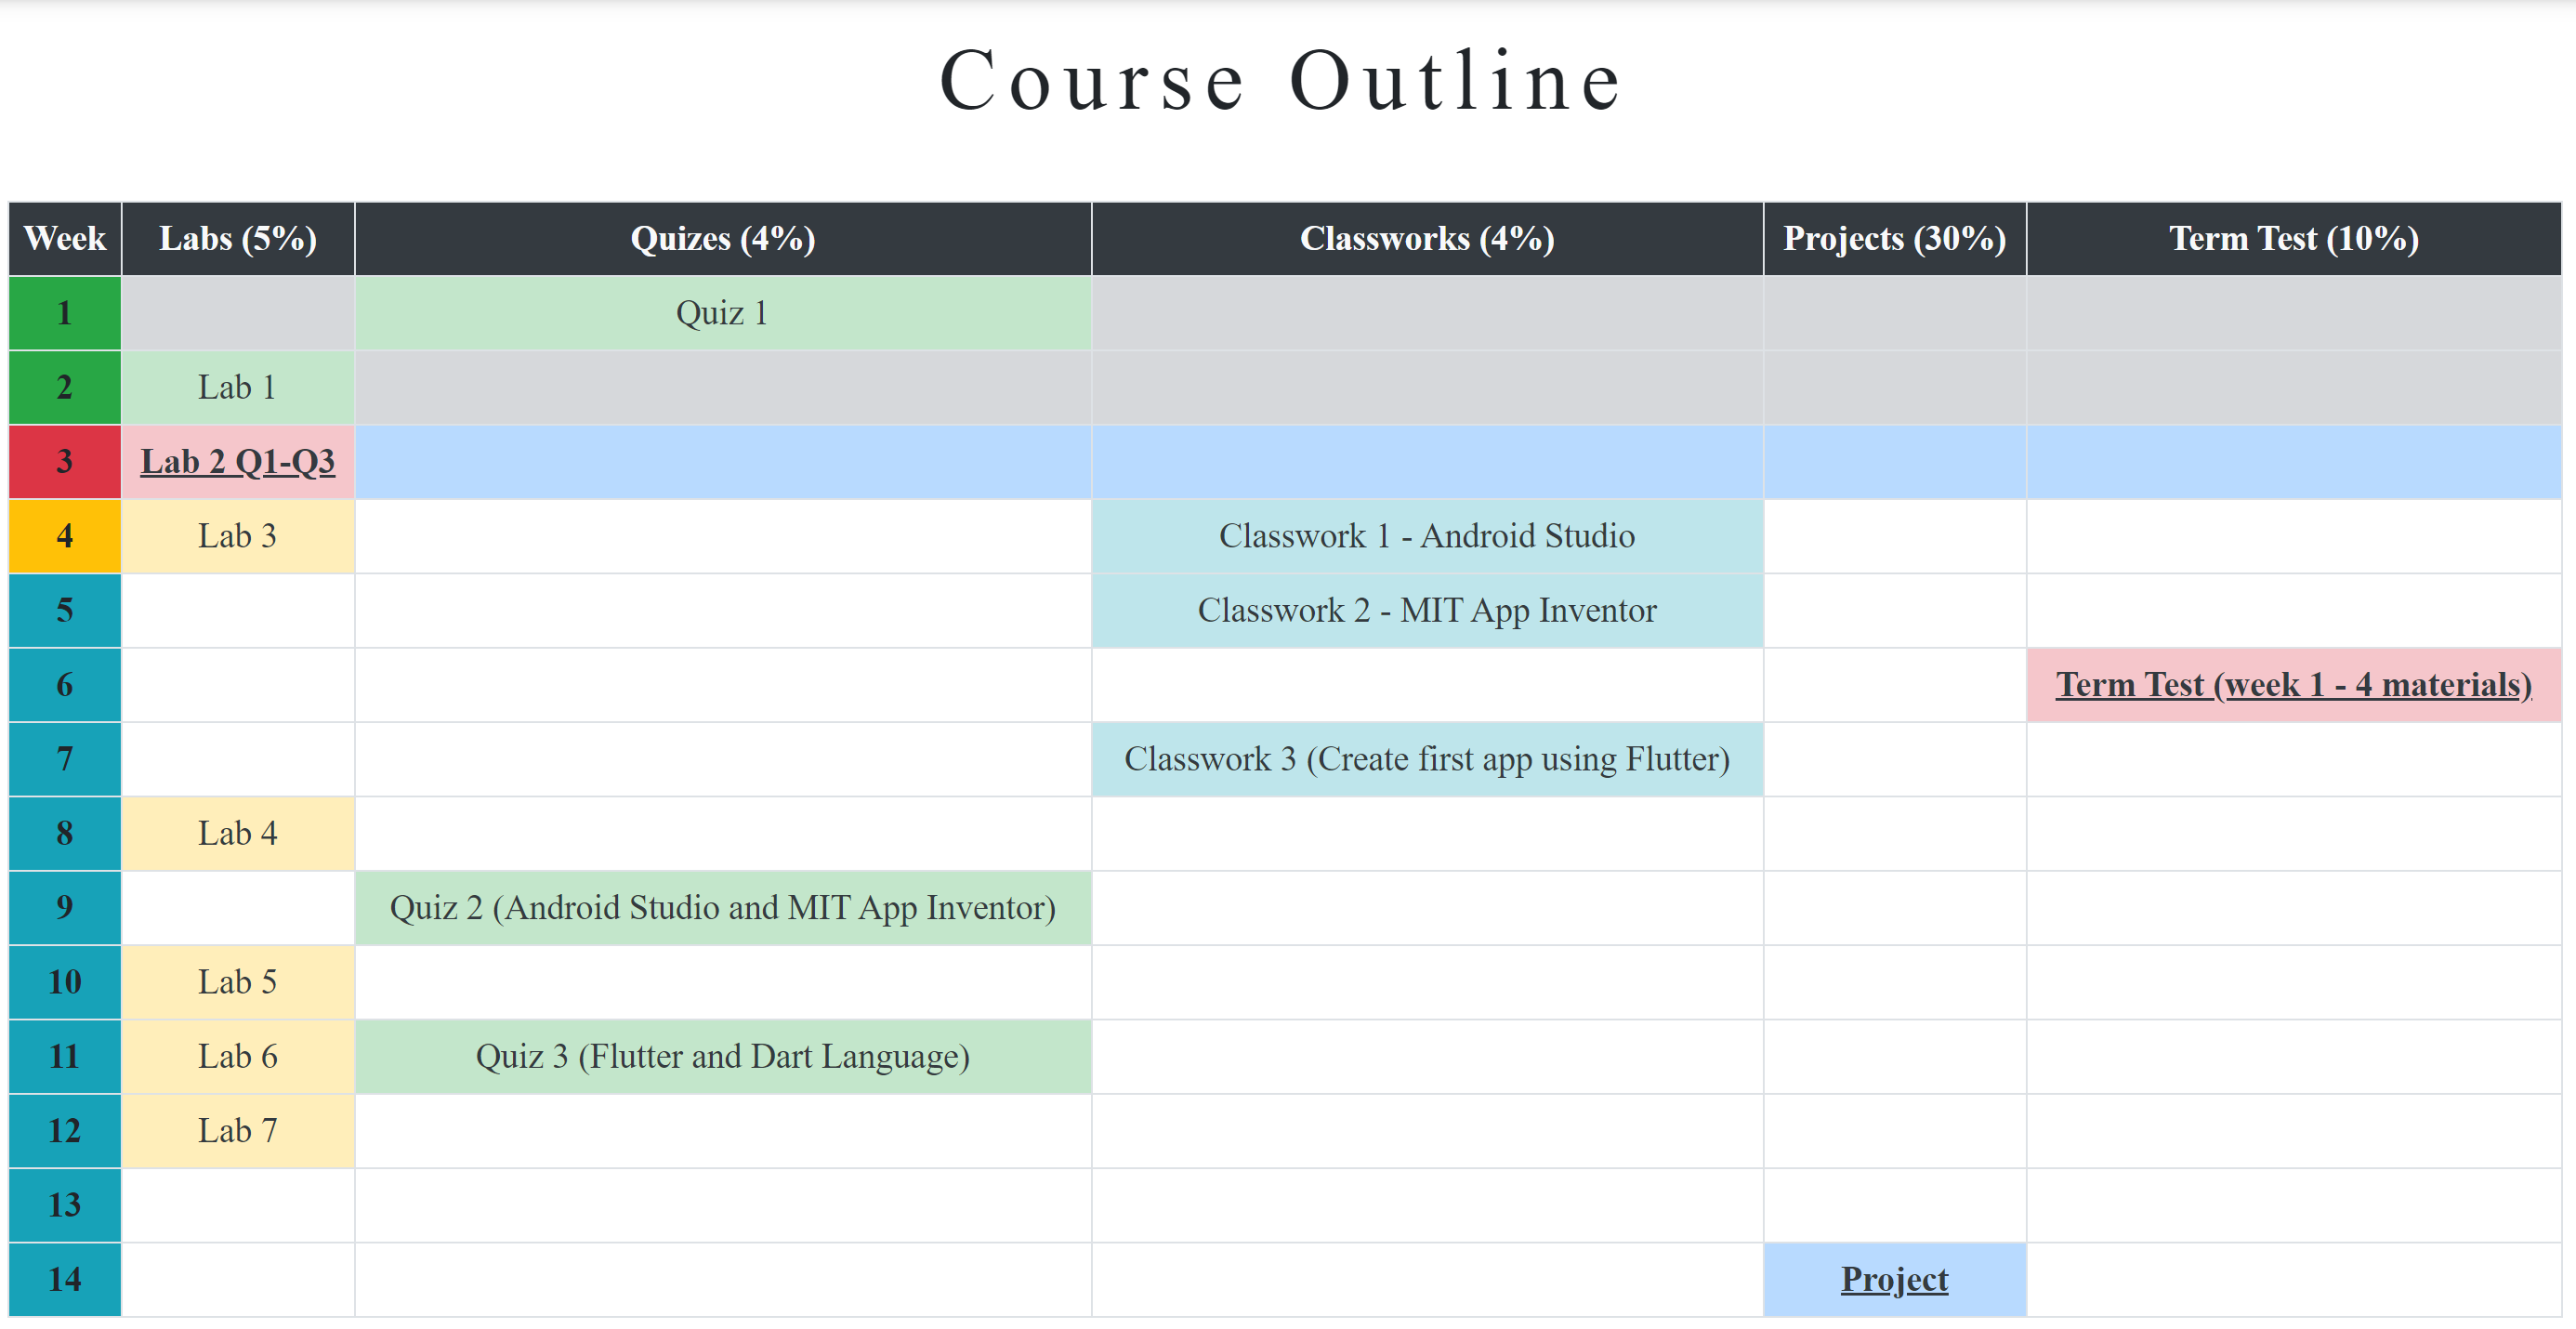 Course Outline
Week Labs (5%) Quizes (4%) Classworks (4%) Projects (30%) Term Test (10%)
1 Quiz 1
2 Lab 1
3 Lab 2 Q1-Q3
4 Lab 3 Classwork 1 - Android Studio
5 Classwork 2 - MIT App Inventor
6 Term Test (week 1 - 4 materials)
7 Classwork 3 (Create first app using Flutter)
8 Lab 4
9 Quiz 2 (Android Studio and MIT App Inventor)
10 Lab 5
11 Lab 6 Quiz 3 (Flutter and Dart Language)
12 Lab 7
13
14 Project